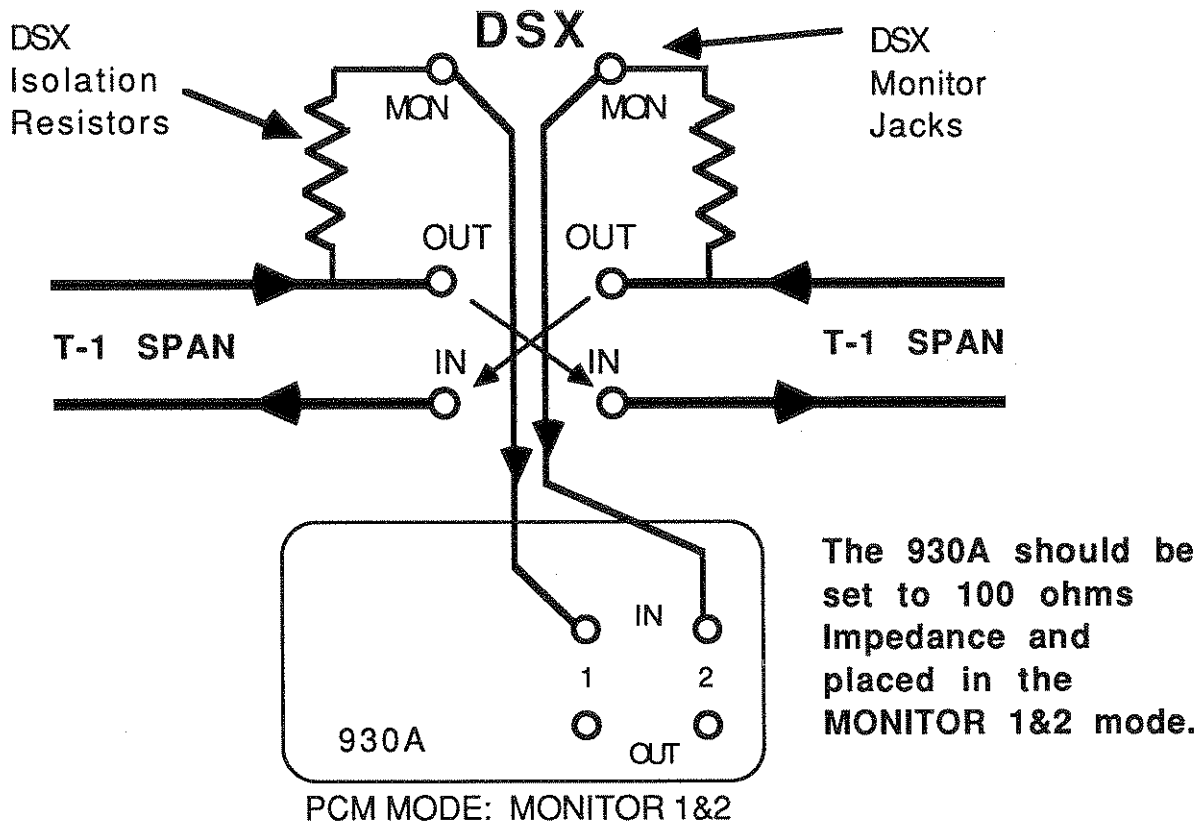 DSX
DSX
Isolation
Resistors
DSX
Monitor
Jacks
MON
MON
OUT
OUT
T-1 SPAN
T-1 SPAN
IN
IN
The 930A should be
set to 100 ohms
Impedance and
placed in the
MONITOR 1&2 mode.
IN
1
2
930A
OUT
PCM MODE: MONITOR 1&2